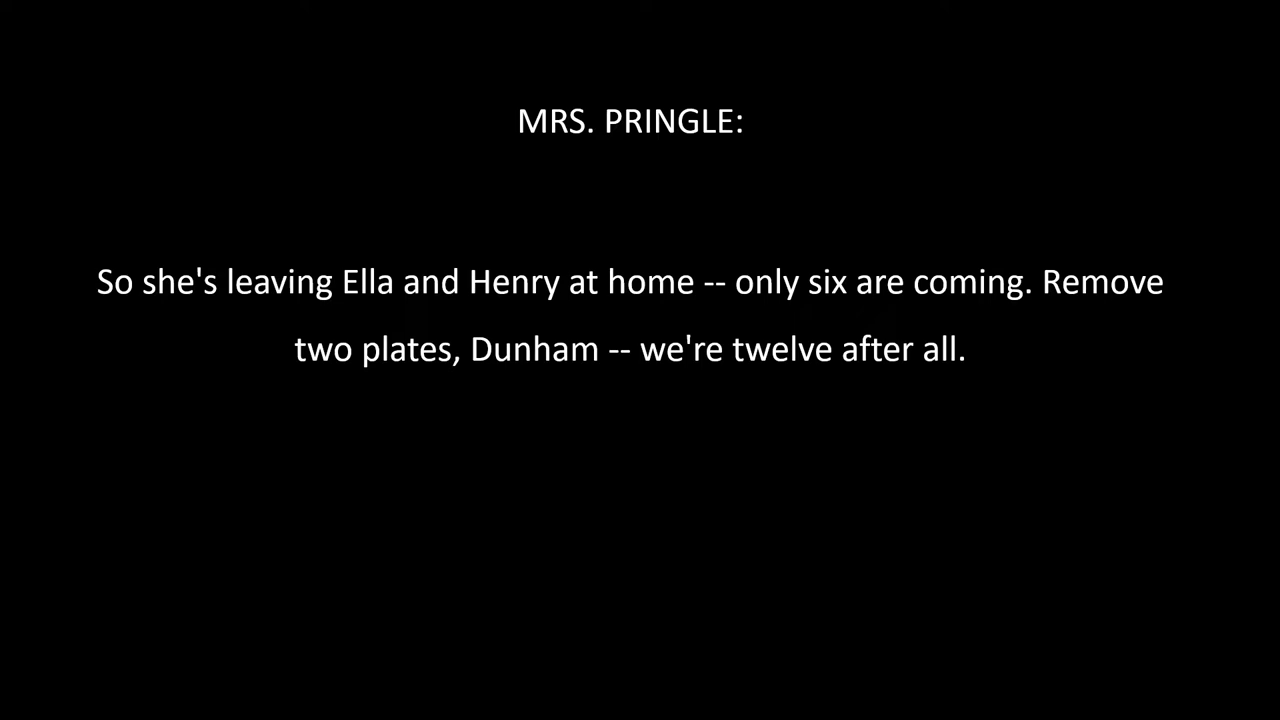 MRS. PRINGLE:
So she's leaving Ella and Henry at home -- only six are coming. Remove
two plates, Dunham -- we're twelve after all.